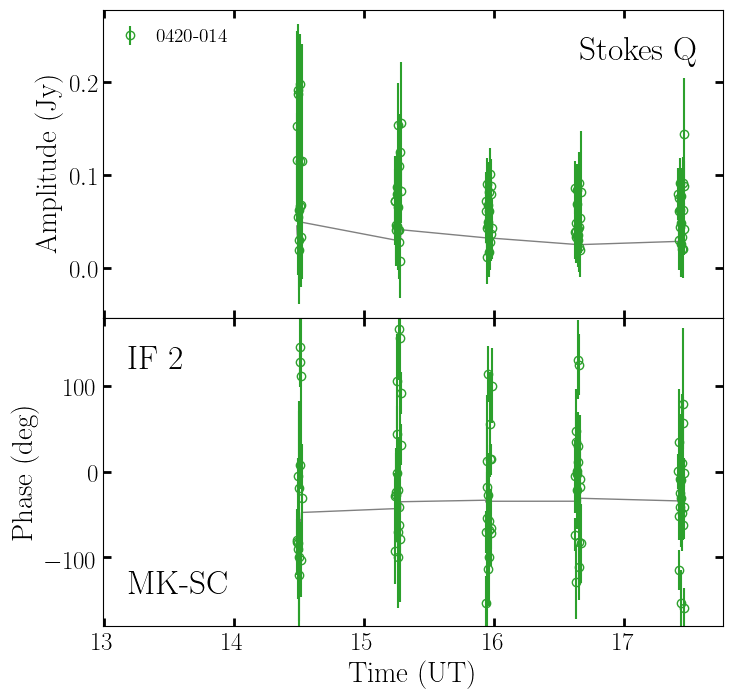 0420-014
Stokes Q
0.2
0.1
0.0
Amplitude (Jy)
IF 2
100
0
−100
Phase (deg)
MK-SC
13 14 15 16 17
Time (UT)